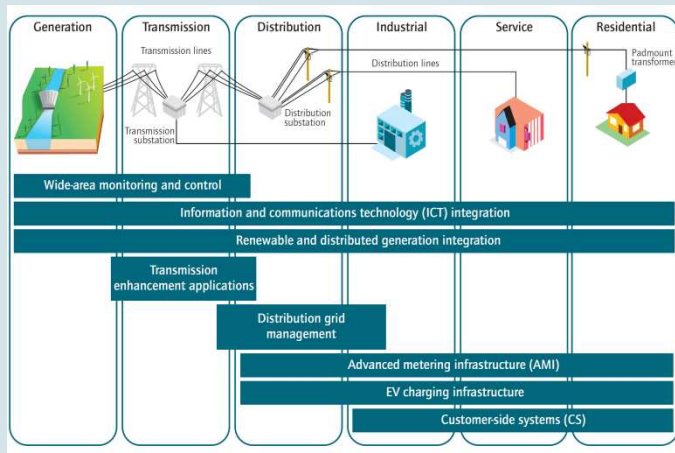 Generation
Transmission
Distribution
Industrial
Service
Residential
Transmission lines
Padmount
transformer
Distribution lines
Distribution
substation
Transmission
substation
Wide-area monitoring and control
Information and communications technology (ICT) integration
Renewable and distributed generation integration
Transmission
enhancement applications
Distribution grid
management
Advanced metering infrastructure (AMI)
EV charging infrastructure
Customer-side systems (CS)